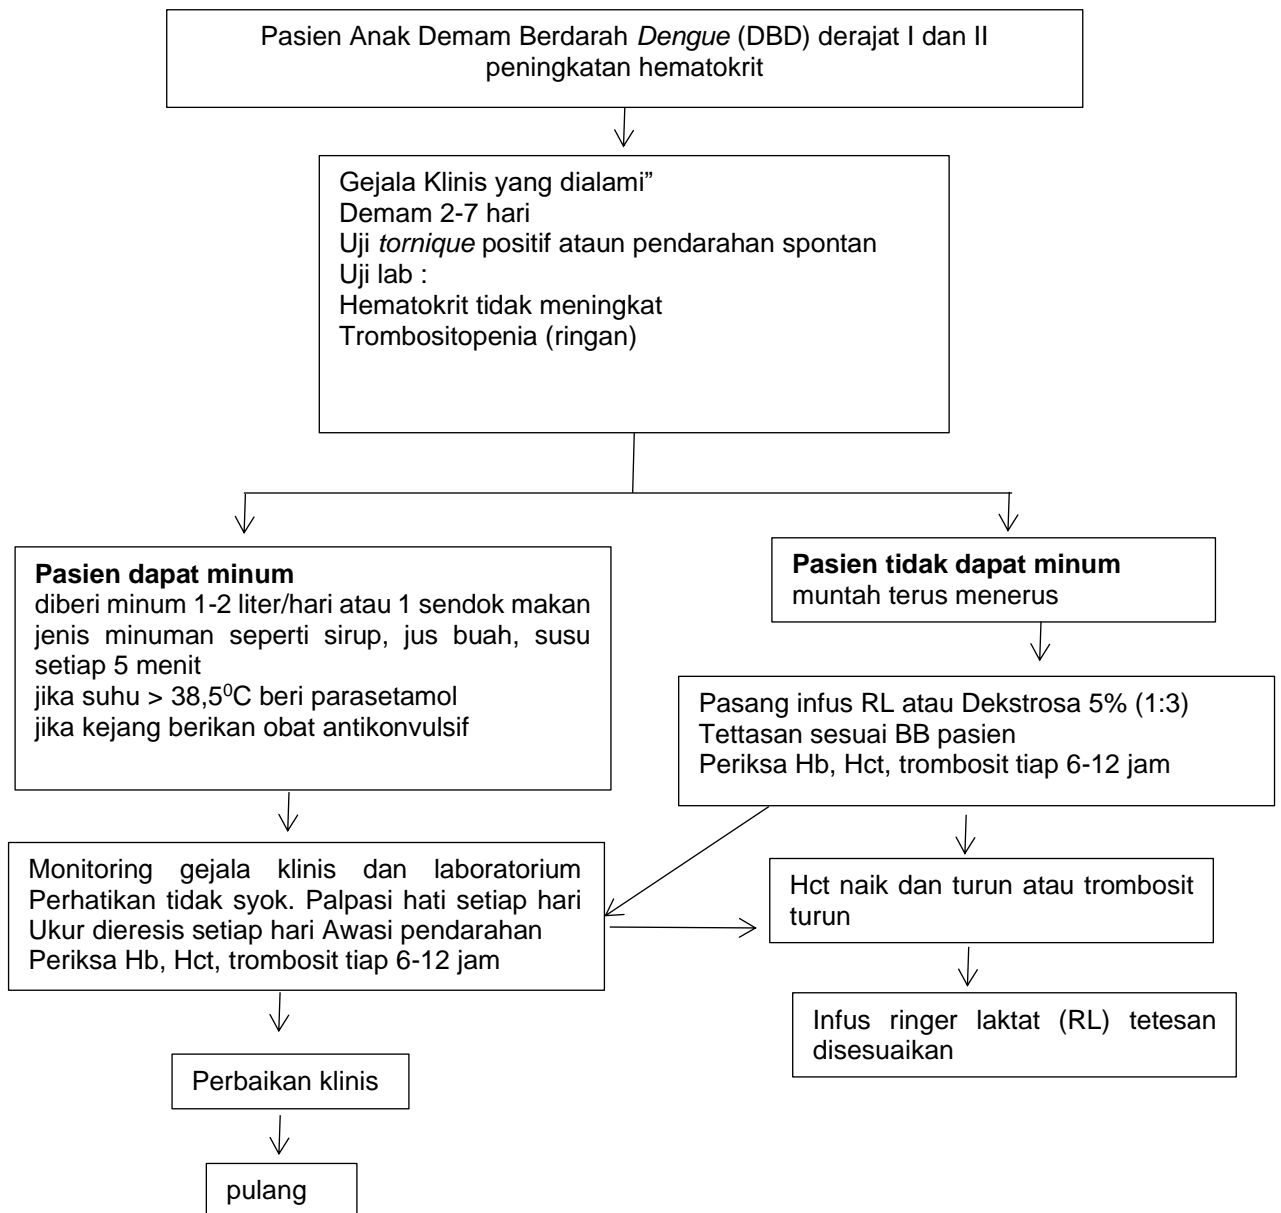 Pasien Anak Demam Berdarah Dengue (DBD) derajat I dan II
peningkatan hematokrit
Gejala Klinis yang dialami”
Demam 2-7 hari
Uji tornique positif ataun pendarahan spontan
Uji lab :
Hematokrit tidak meningkat
Trombositopenia (ringan)
Pasien dapat minum
diberi minum 1-2 liter/hari atau 1 sendok makan
jenis minuman seperti sirup, jus buah, susu
setiap 5 menit
jika suhu > 38,5⁰C beri parasetamol
jika kejang berikan obat antikonvulsif
Pasien tidak dapat minum
muntah terus menerus
Pasang infus RL atau Dekstrosa 5% (1:3)
Tettasan sesuai BB pasien
Periksa Hb, Hct, trombosit tiap 6-12 jam
Monitoring gejala klinis dan laboratorium
Perhatikan tidak syok. Palpasi hati setiap hari
Ukur dieresis setiap hari Awasi pendarahan
Periksa Hb, Hct, trombosit tiap 6-12 jam
Hct naik dan turun atau trombosit
turun
Infus ringer laktat (RL) tetesan
disesuaikan
Perbaikan klinis
pulang